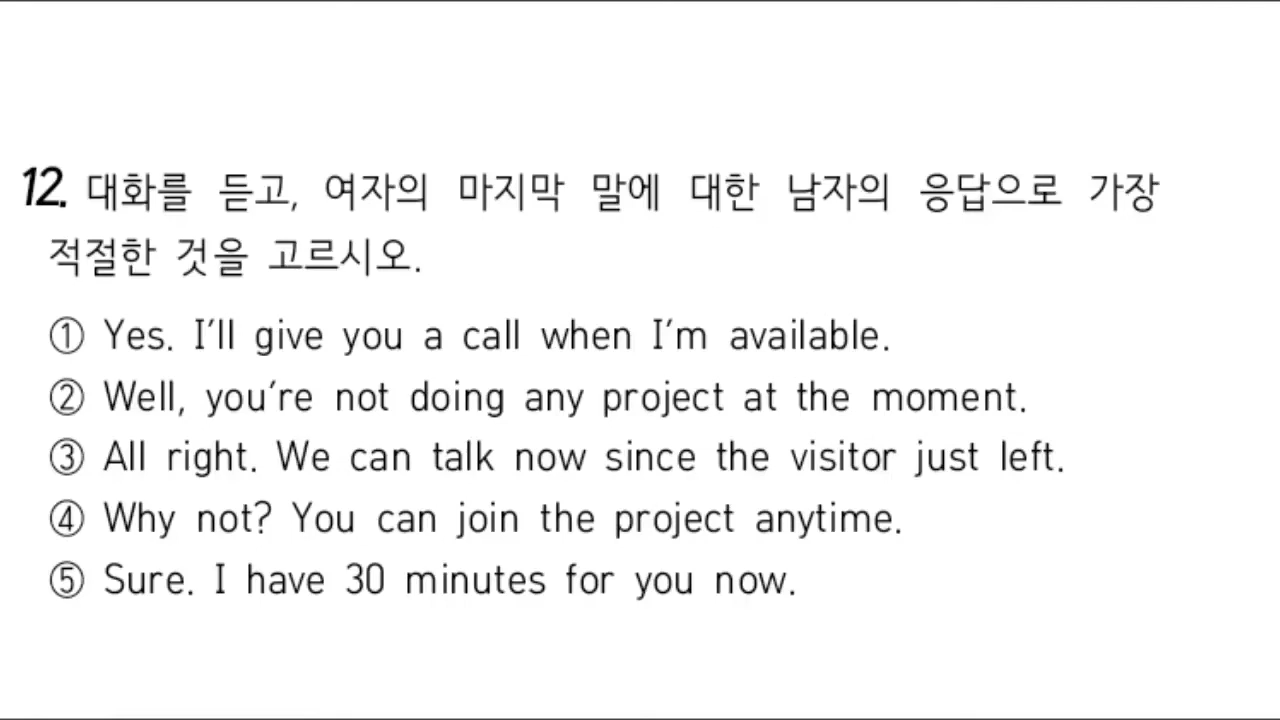 12. 대화를 듣고, 여자의 마지막 말에 대한 남자의 응답으로 가장
적절한 것을 고르시오.
① Yes. I'll give you a call when I'm available.
② Well, you're not doing any project at the moment.
③ All right. We can talk now since the visitor just left.
④ Why not? You can join the project anytime.
⑤ Sure. I have 30 minutes for you now.